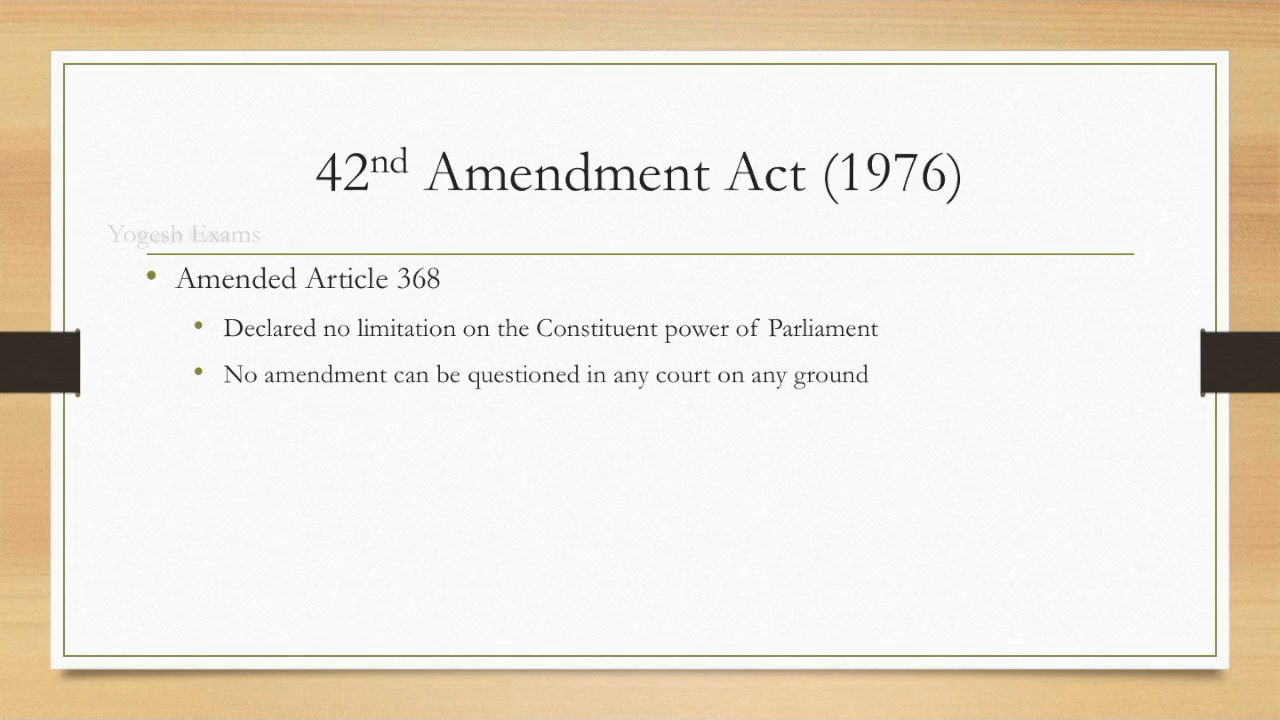 42nd Amendment Act (1976)
Yogesh Exams
• Amended Article 368
• Declared no limitation on the Constituent power of Parliament
• No amendment can be questioned in any court on any ground